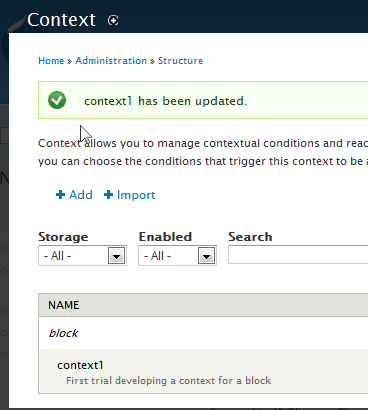 Context
Home » Administration » Structure
context1 has been updated.
Context allows you to manage contextual conditions and reac
you can choose the conditions that trigger this context to be a
+ Add + Import
Storage Enabled Search
- All - - All -
NAME
block
context1
First trial developing a context for a block